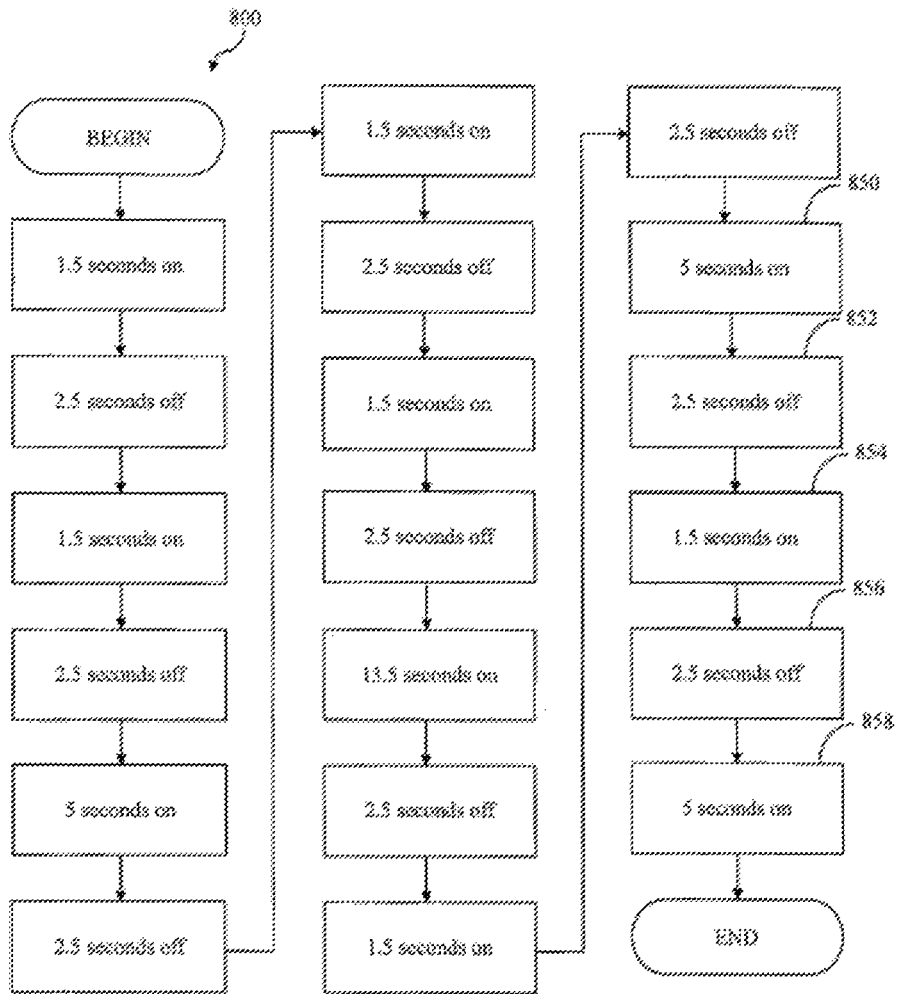 800
BEGIN
1.5 seconds on
2.5 seconds off
1.5 seconds on
2.5 seconds off
5 seconds on
2.5 seconds off
1.5 seconds on
2.5 seconds off
1.5 seconds on
2.5 seconds off
13.5 seconds on
2.5 seconds off
1.5 seconds on
2.5 seconds off
850
5 seconds on
852
2.5 seconds off
854
1.5 seconds on
856
2.5 seconds off
858
5 seconds on
END